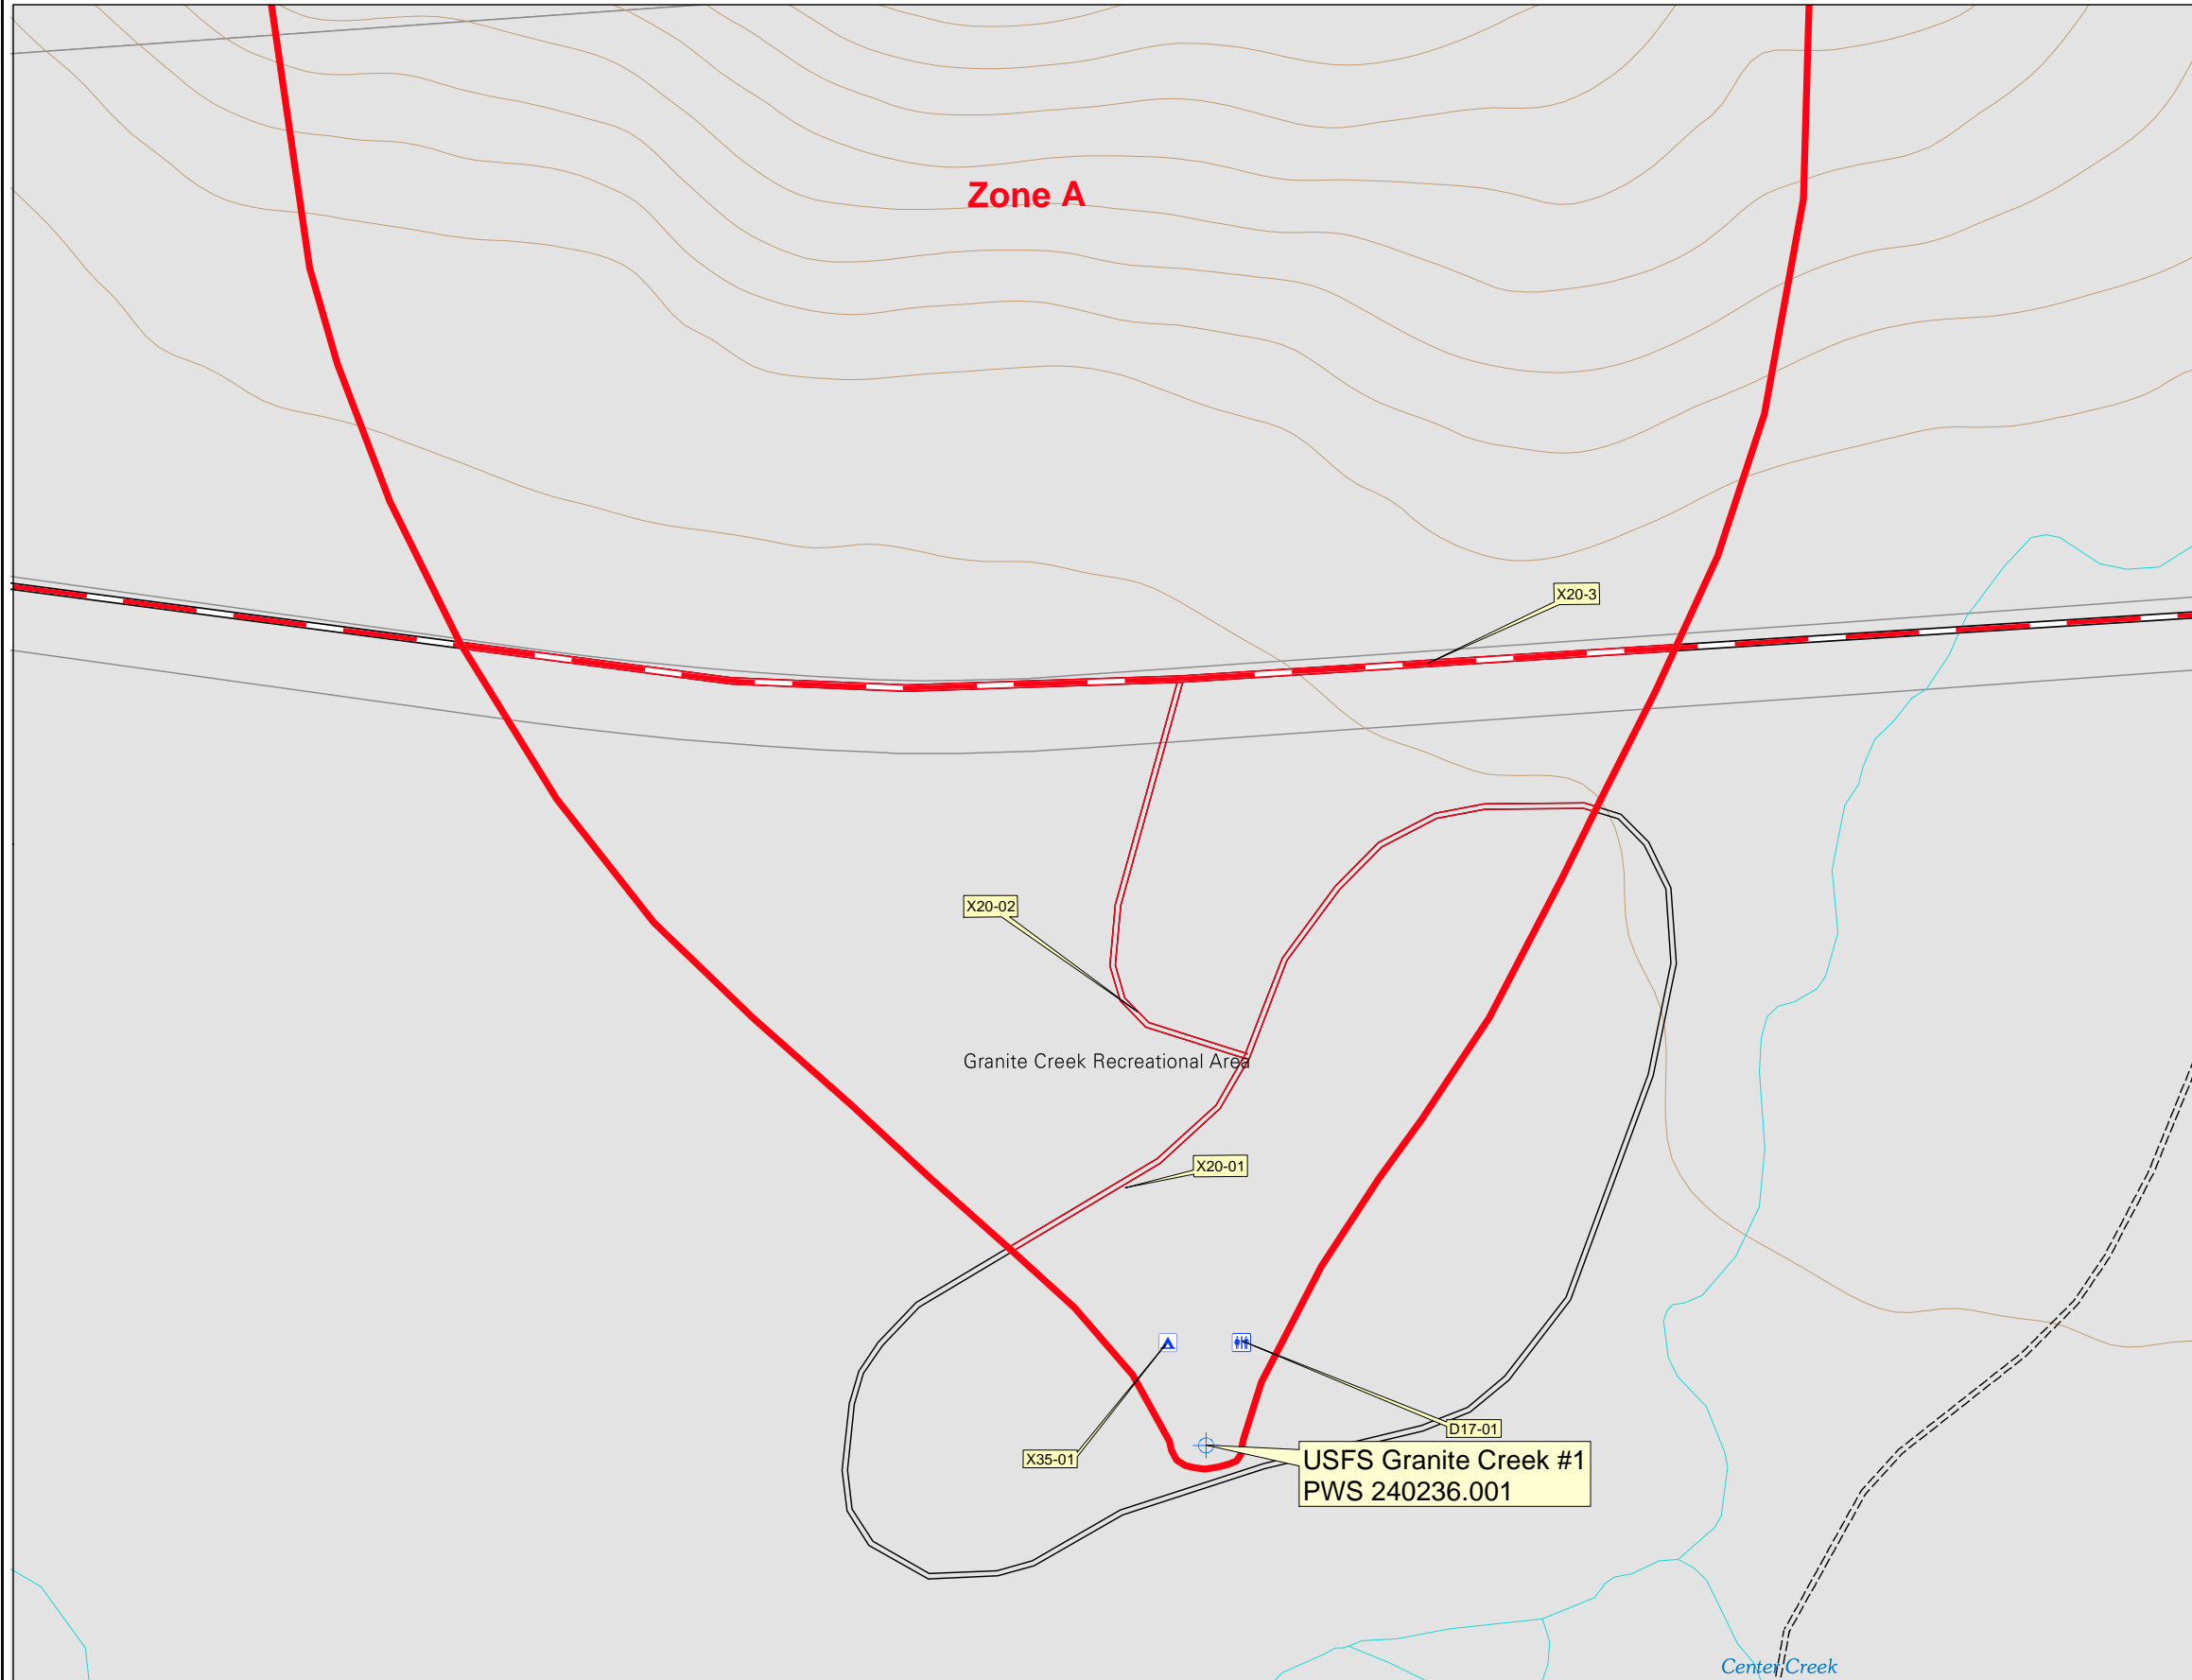 Zone A
X20-3
X20-02
Granite Creek Recreational Area
X20-01
D17-01
X35-01
USFS Granite Creek #1
PWS 240236.001
Center Creek